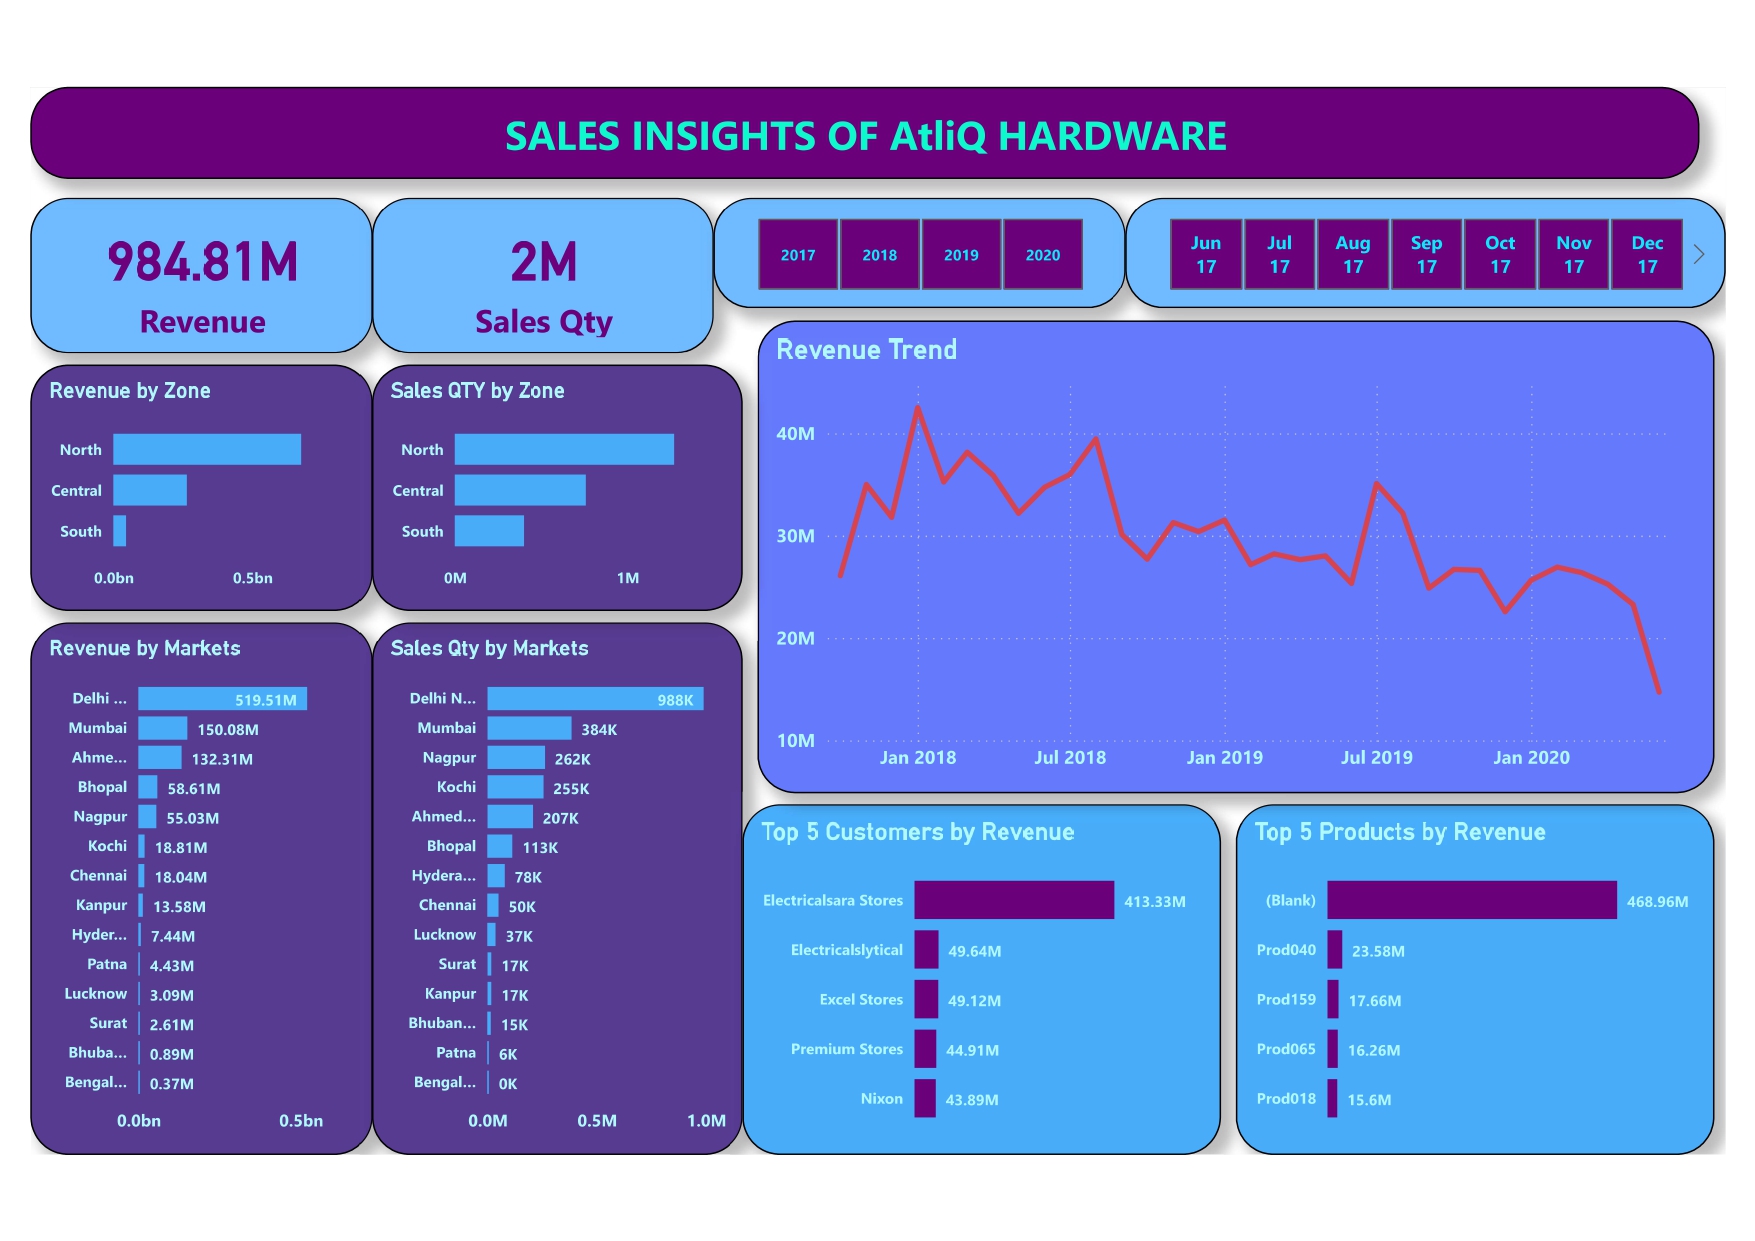 SALES INSIGHTS OF AtliQ HARDWARE
984.81M
Revenue
2M
Sales Qty
2017 2018 2019 2020
Jun 17 Jul 17 Aug 17 Sep 17 Oct 17 Nov 17 Dec 17
Revenue by Zone
North
Central
South
0.0bn 0.5bn
Sales QTY by Zone
North
Central
South
0M 1M
Revenue Trend
40M
30M
20M
10M
Jan 2018 Jul 2018 Jan 2019 Jul 2019 Jan 2020
Revenue by Markets
Delhi ... 519.51M
Mumbai 150.08M
Ahme... 132.31M
Bhopal 58.61M
Nagpur 55.03M
Kochi 18.81M
Chennai 18.04M
Kanpur 13.58M
Hyder... 7.44M
Patna 4.43M
Lucknow 3.09M
Surat 2.61M
Bhuba... 0.89M
Bengal... 0.37M
0.0bn 0.5bn
Sales Qty by Markets
Delhi N... 988K
Mumbai 384K
Nagpur 262K
Kochi 255K
Ahmed... 207K
Bhopal 113K
Hydera... 78K
Chennai 50K
Lucknow 37K
Surat 17K
Kanpur 17K
Bhuban... 15K
Patna 6K
Bengal... 0K
0.0M 0.5M 1.0M
Top 5 Customers by Revenue
Electricalsara Stores 413.33M
Electricalslytical 49.64M
Excel Stores 49.12M
Premium Stores 44.91M
Nixon 43.89M
Top 5 Products by Revenue
(Blank) 468.96M
Prod040 23.58M
Prod159 17.66M
Prod065 16.26M
Prod018 15.6M